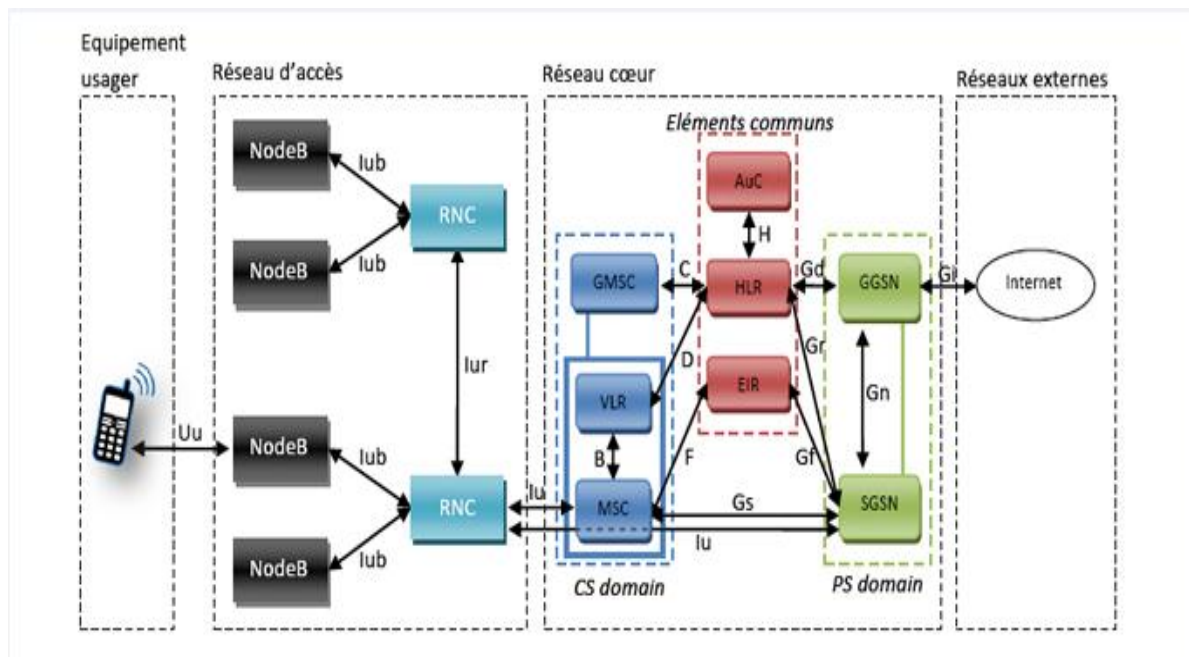 Equipement
usager
Réseau d'accès
Réseau cœur
Réseaux externes
Eléments communs
NodeB
Iub
AuC
RNC
H
NodeB
Iub
GMSC
C
HLR
Gd
GGSN
Gi
Internet
Iur
D
Gr
VLR
EIR
Gn
Uu
NodeB
Iub
B
F
Gf
RNC
Iu
MSC
Gs
SGSN
Iu
NodeB
Iub
CS domain
PS domain